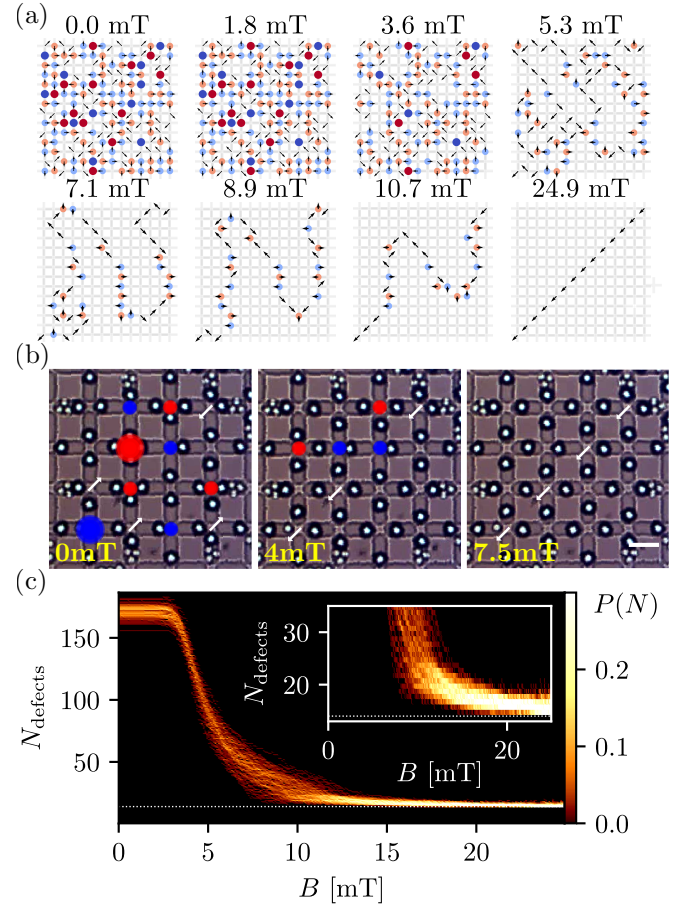 (a)
0.0 mT 1.8 mT 3.6 mT 5.3 mT
7.1 mT 8.9 mT 10.7 mT 24.9 mT
(b)
0mT 4mT 7.5mT
(c)
P(N)
N_defects
150
100
50
0 5 10 15 20
B [mT]
N_defects
30
20
0 20
B [mT]
0.2
0.1
0.0